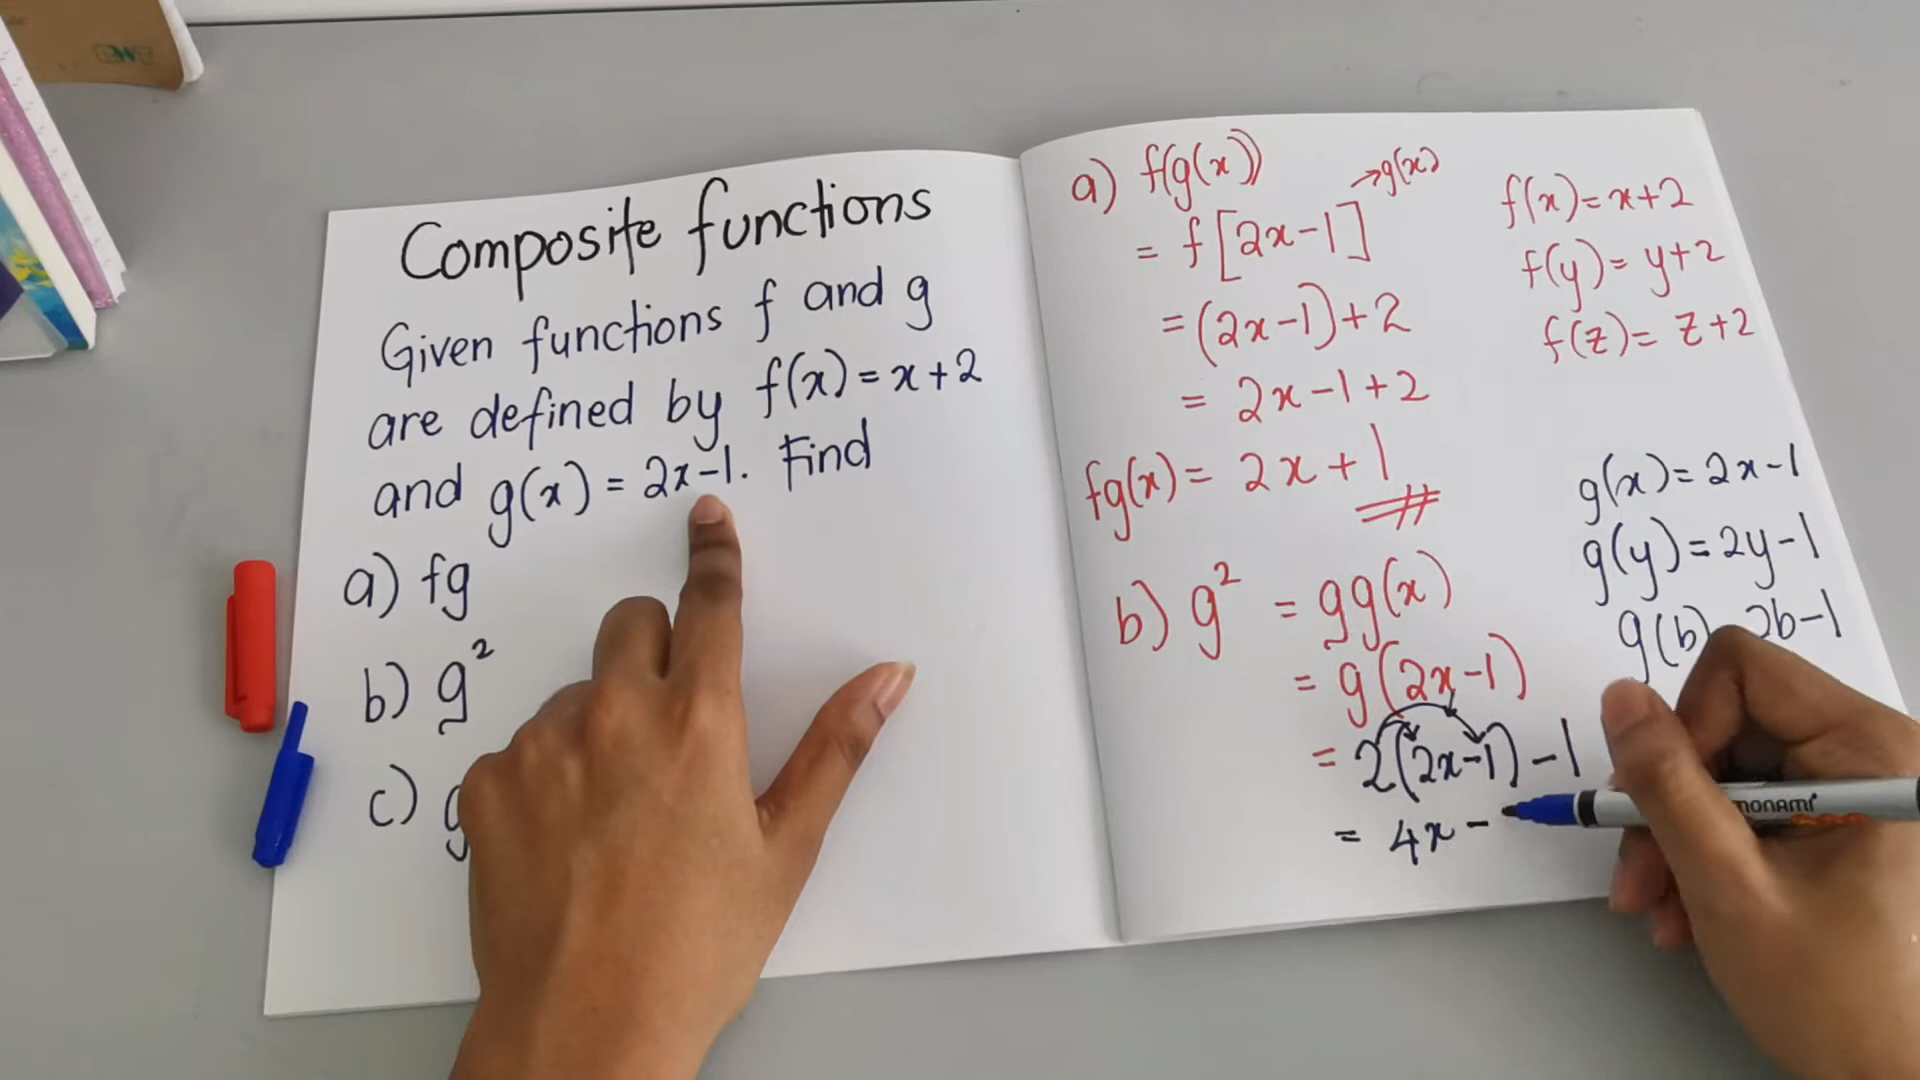 Composite functions
Given functions f and g
are defined by f(x) = x+2
and g(x) = 2x-1. Find
a) fg
b) g²
c) g
a) f(g(x))
→g(x)
= f[2x-1]
= (2x-1)+2
= 2x-1+2
fg(x) = 2x+1
f(x)=x+2
f(y)= y+2
f(z)= z+2
b) g² = gg(x)
= g(2x-1)
= 2(2x-1)-1
= 4x -
g(x)=2x-1
g(y)=2y-1
g(b) 2b-1
monami